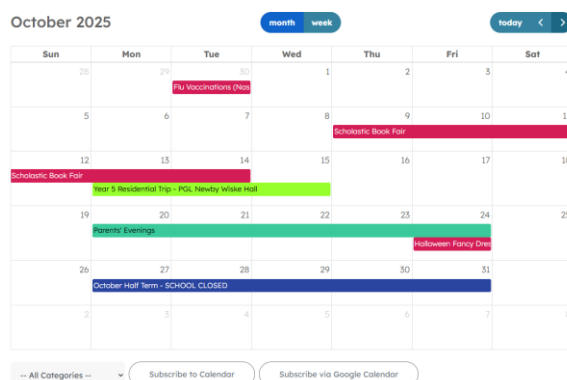 October 2025
month week
today < >
Sun Mon Tue Wed Thu Fri Sat
28 29 30 1 2 3 4
Flu Vaccinations (Nas
5 6 7 8 9 10 1
Scholastic Book Fair
12 13 14 15 16 17 18
Scholastic Book Fair
Year 5 Residential Trip - PGL Newby Wiske Hall
19 20 21 22 23 24 25
Parents' Evenings
Halloween Fancy Dres
26 27 28 29 30 31
October Half Term - SCHOOL CLOSED
2 3 4 5 6 7
-- All Categories --
Subscribe to Calendar
Subscribe via Google Calendar